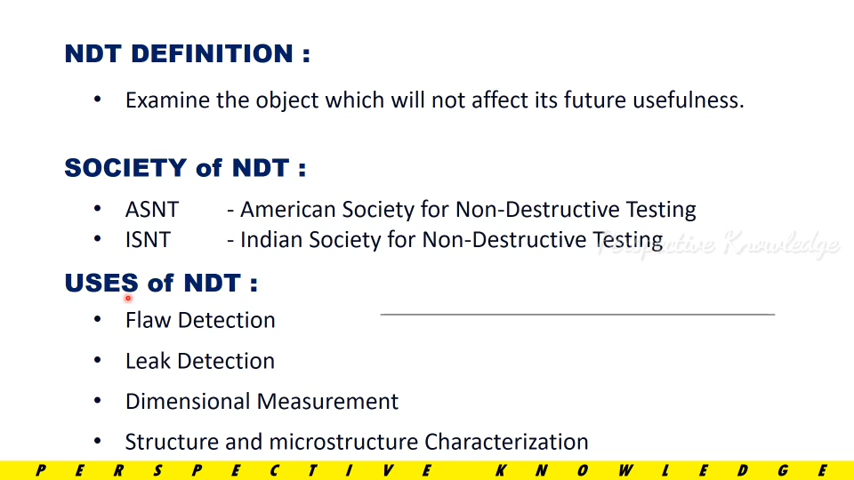 NDT DEFINITION :
• Examine the object which will not affect its future usefulness.
SOCIETY of NDT :
• ASNT - American Society for Non-Destructive Testing
• ISNT - Indian Society for Non-Destructive Testing
Perspective Knowledge
USES of NDT :
• Flaw Detection
• Leak Detection
• Dimensional Measurement
• Structure and microstructure Characterization
PERSPECTIVE KNOWLEDGE